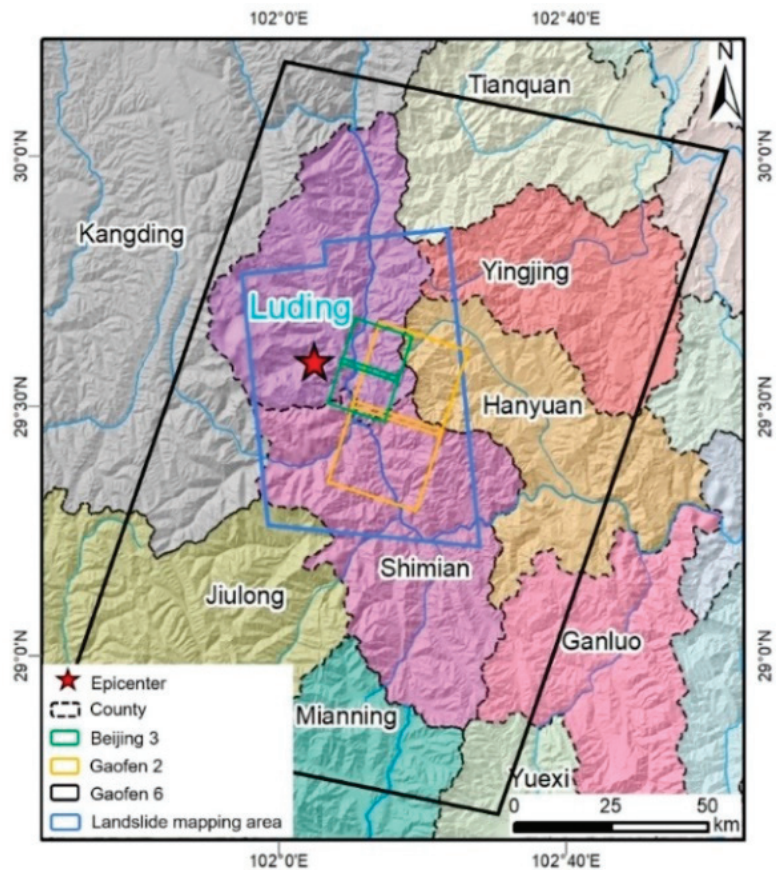 102°0'E 102°40'E
N
Tianquan
30°0'N 30°0'N
Kangding
Yingjing
Luding
29°30'N 29°30'N
Hanyuan
Shimian
Jiulong
Ganluo
29°0'N 29°0'N
Epicenter
County
Mianning
Beijing 3
Gaofen 2
Yuexi
Gaofen 6
0 25 50
Landslide mapping area
km
102°0'E 102°40'E